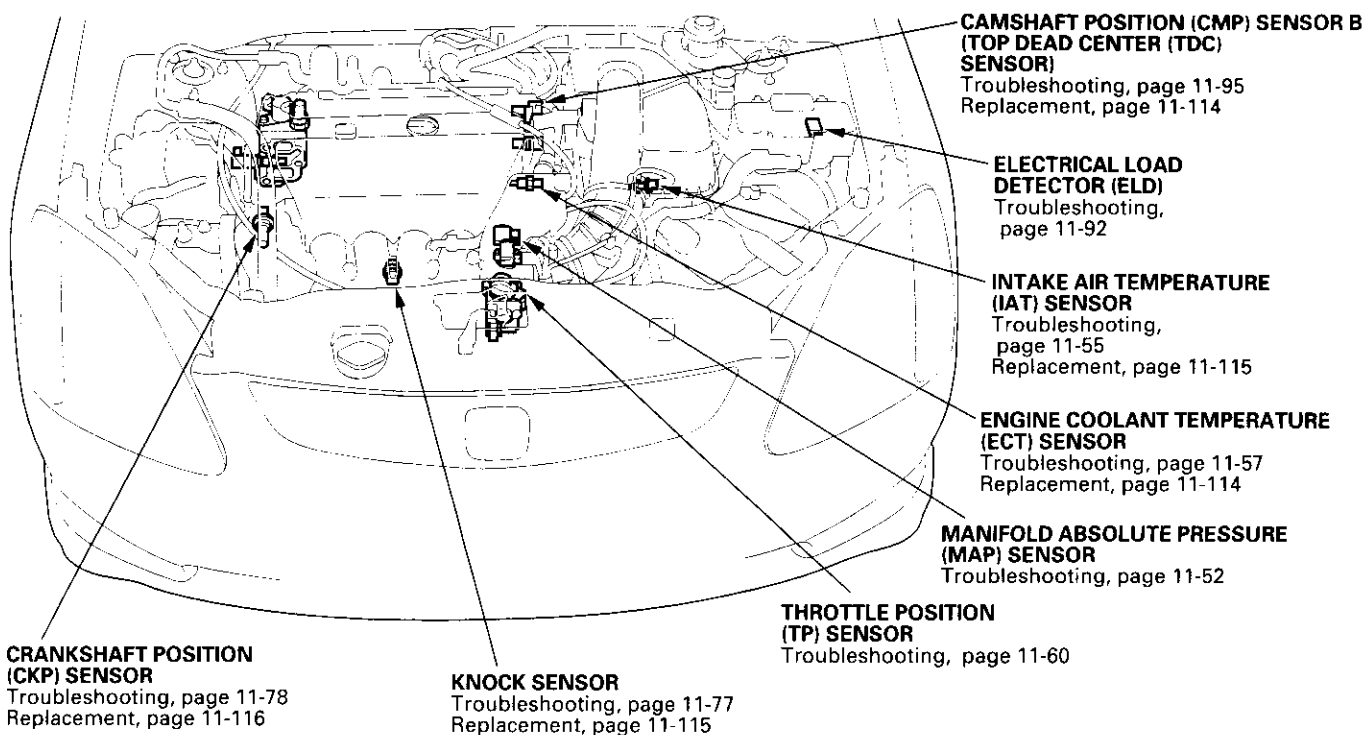 CAMSHAFT POSITION (CMP) SENSOR B
(TOP DEAD CENTER (TDC)
SENSOR)
Troubleshooting, page 11-95
Replacement, page 11-114
ELECTRICAL LOAD
DETECTOR (ELD)
Troubleshooting,
page 11-92
INTAKE AIR TEMPERATURE
(IAT) SENSOR
Troubleshooting,
page 11-55
Replacement, page 11-115
ENGINE COOLANT TEMPERATURE
(ECT) SENSOR
Troubleshooting, page 11-57
Replacement, page 11-114
MANIFOLD ABSOLUTE PRESSURE
(MAP) SENSOR
Troubleshooting, page 11-52
THROTTLE POSITION
(TP) SENSOR
Troubleshooting, page 11-60
KNOCK SENSOR
Troubleshooting, page 11-77
Replacement, page 11-115
CRANKSHAFT POSITION
(CKP) SENSOR
Troubleshooting, page 11-78
Replacement, page 11-116